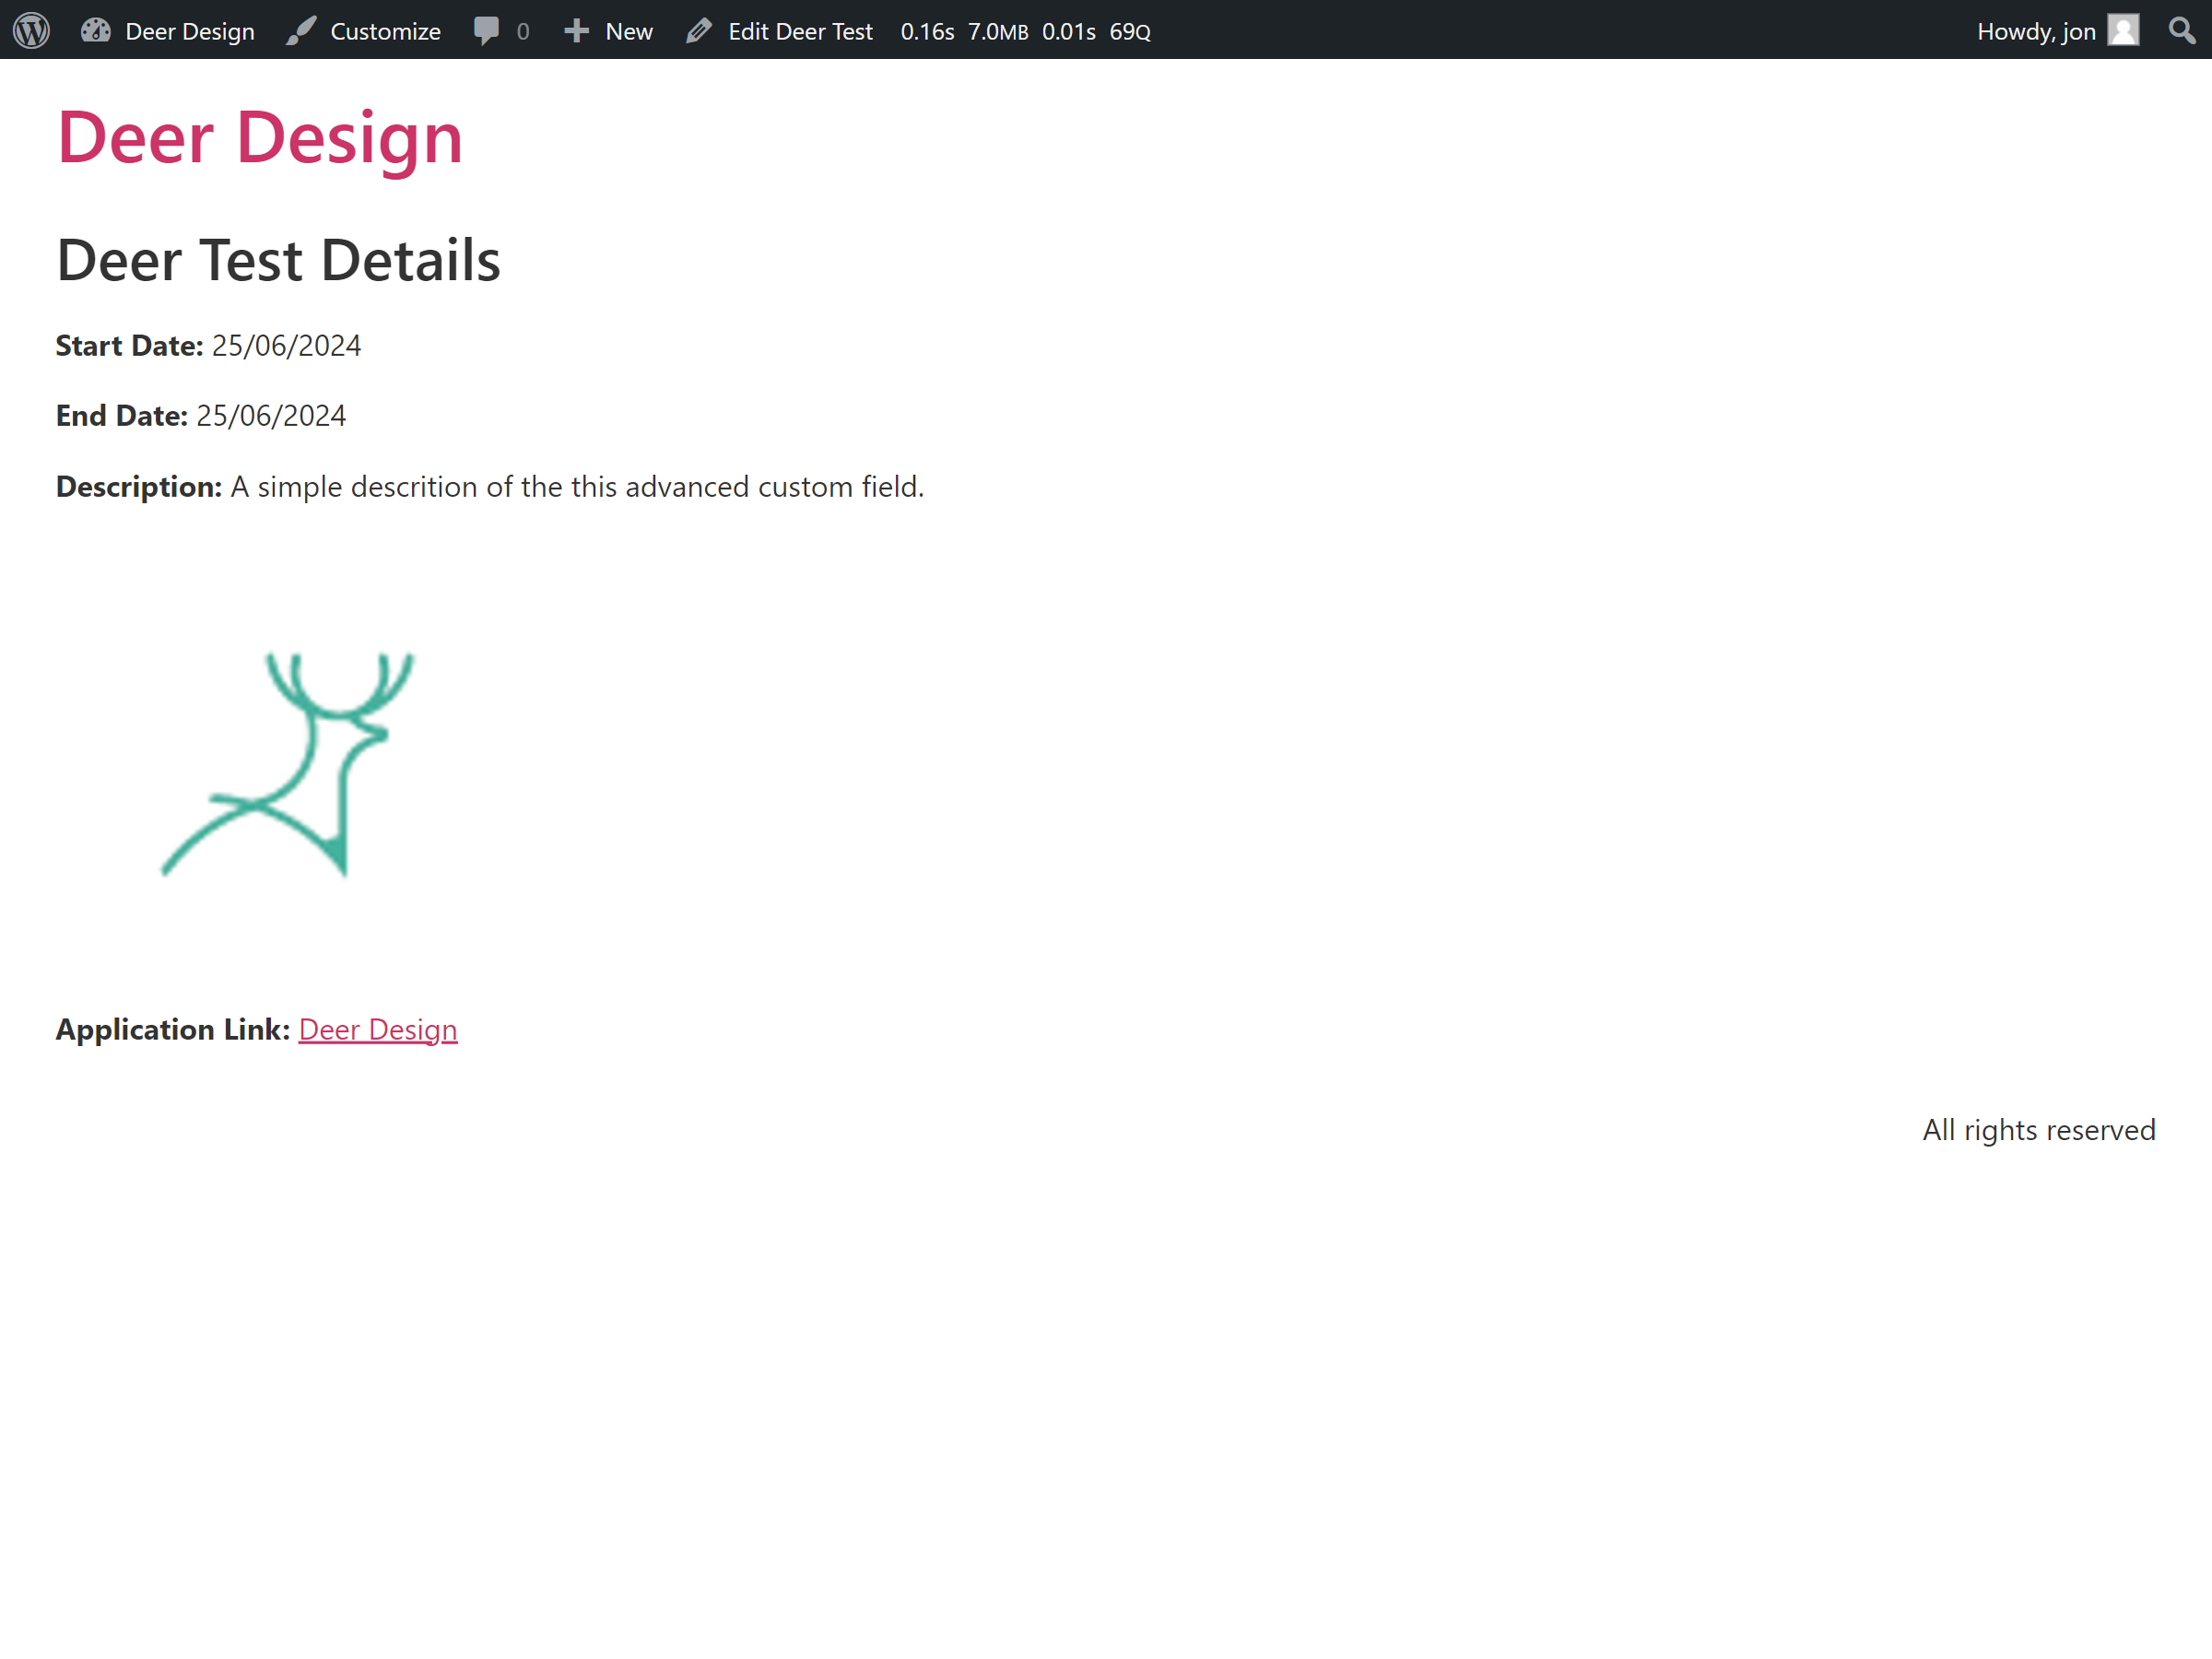 Deer Design Customize 0 New Edit Deer Test 0.16s 7.0MB 0.01s 69Q Howdy, jon
Deer Design
Deer Test Details
Start Date: 25/06/2024
End Date: 25/06/2024
Description: A simple descrition of the this advanced custom field.
Application Link: Deer Design
All rights reserved